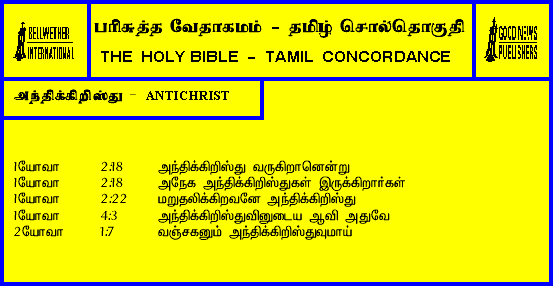 BELLWETHER
INTERNATIONAL
பரிசுத்த வேதாகமம் - தமிழ் சொல்தொகுதி
THE HOLY BIBLE - TAMIL CONCORDANCE
GOOD NEWS
PUBLISHERS
அந்திக்கிறிஸ்து - ANTICHRIST
1யோவா 2:18 அந்திக்கிறிஸ்து வருகிறானென்று
1யோவா 2:18 அநேக அந்திக்கிறிஸ்துகள் இருக்கிறார்கள்
1யோவா 2:22 மறுதலிக்கிறவனே அந்திக்கிறிஸ்து
1யோவா 4:3 அந்திக்கிறிஸ்துவினுடைய ஆவி அதுவே
2யோவா 1:7 வஞ்சகனும் அந்திக்கிறிஸ்துவுமாய்